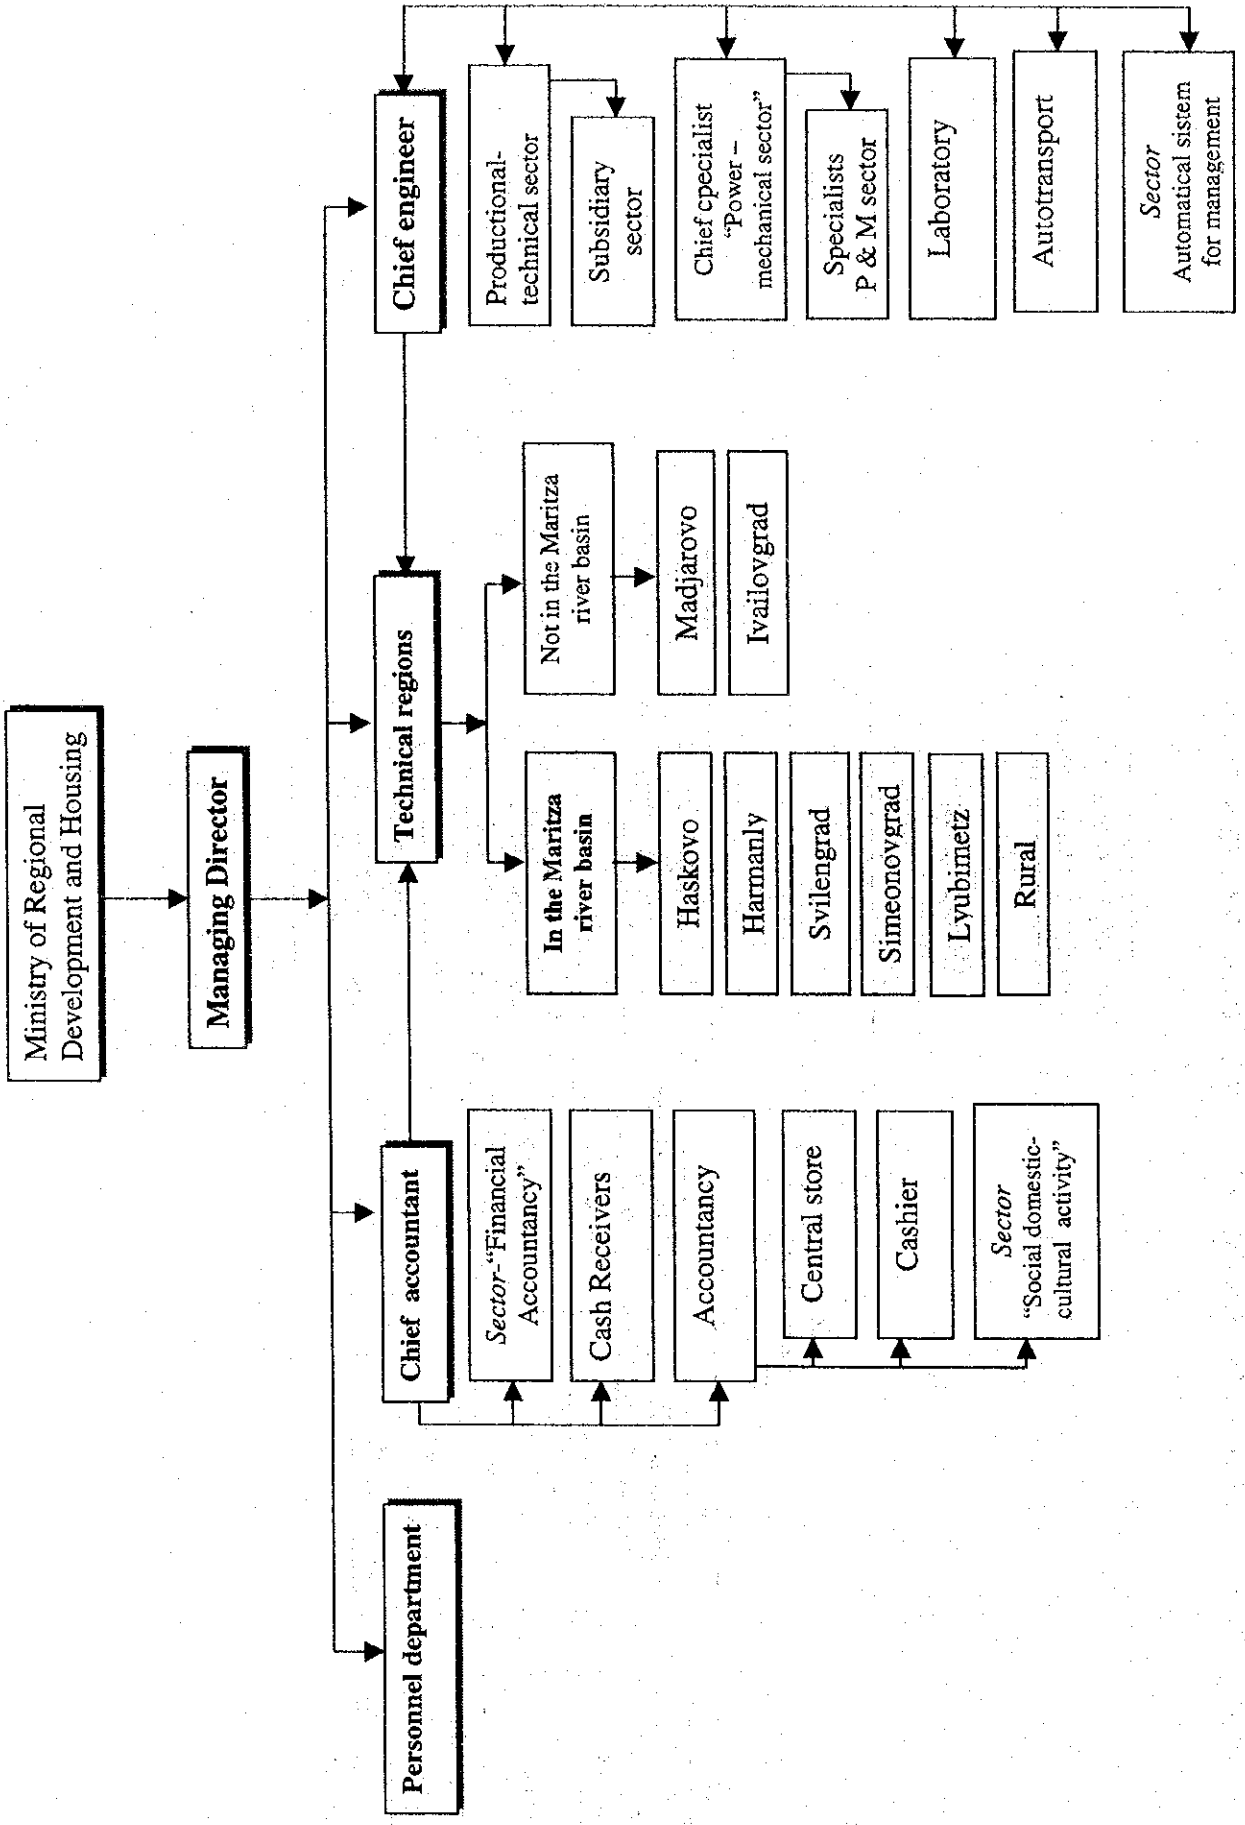 Ministry of Regional
Development and Housing
Managing Director
Personnel department
Chief accountant
Technical regions
Chief engineer
Sector-“Financial
Accountancy”
Cash Receivers
Accountancy
Central store
Cashier
Sector
“Social domestic-
cultural activity”
In the Maritza
river basin
Haskovo
Harmanly
Svilengrad
Simeonovgrad
Lyubimetz
Rural
Not in the Maritza
river basin
Madjarovo
Ivailovgrad
Productional-
technical sector
Subsidiary
sector
Chief cpecialist
“Power –
mechanical sector”
Specialists
P & M sector
Laboratory
Autotransport
Sector
Automatical sistem
for management